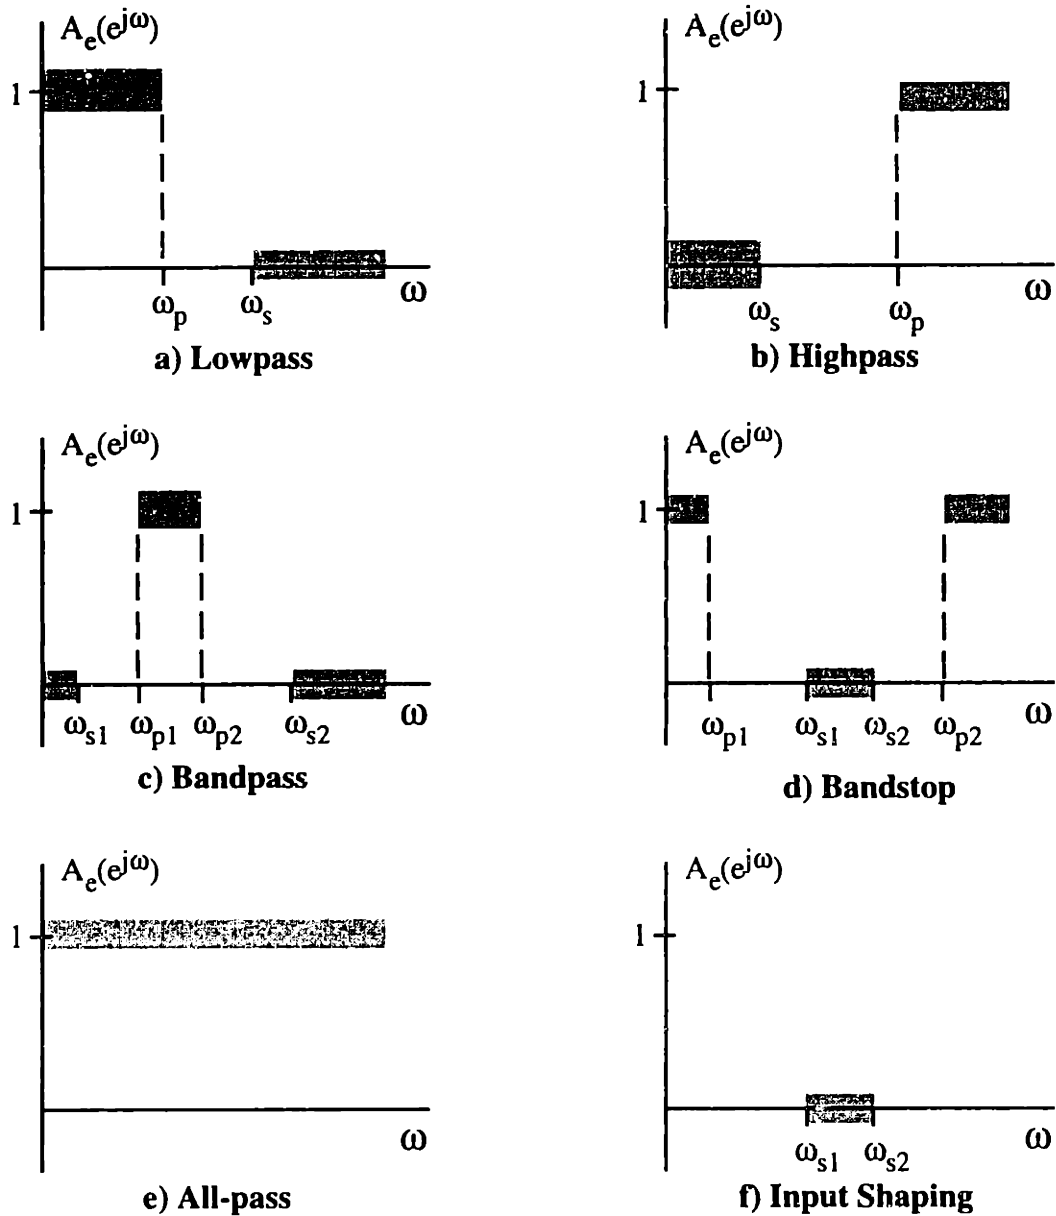 A_e(e^jω)
1
ω_p
ω_s
ω
a) Lowpass
A_e(e^jω)
1
ω_s
ω_p
ω
b) Highpass
A_e(e^jω)
1
ω_s1 ω_p1 ω_p2 ω_s2
ω
c) Bandpass
A_e(e^jω)
1
ω_p1 ω_s1 ω_s2 ω_p2
ω
d) Bandstop
A_e(e^jω)
1
ω
e) All-pass
A_e(e^jω)
1
ω_s1 ω_s2
ω
f) Input Shaping